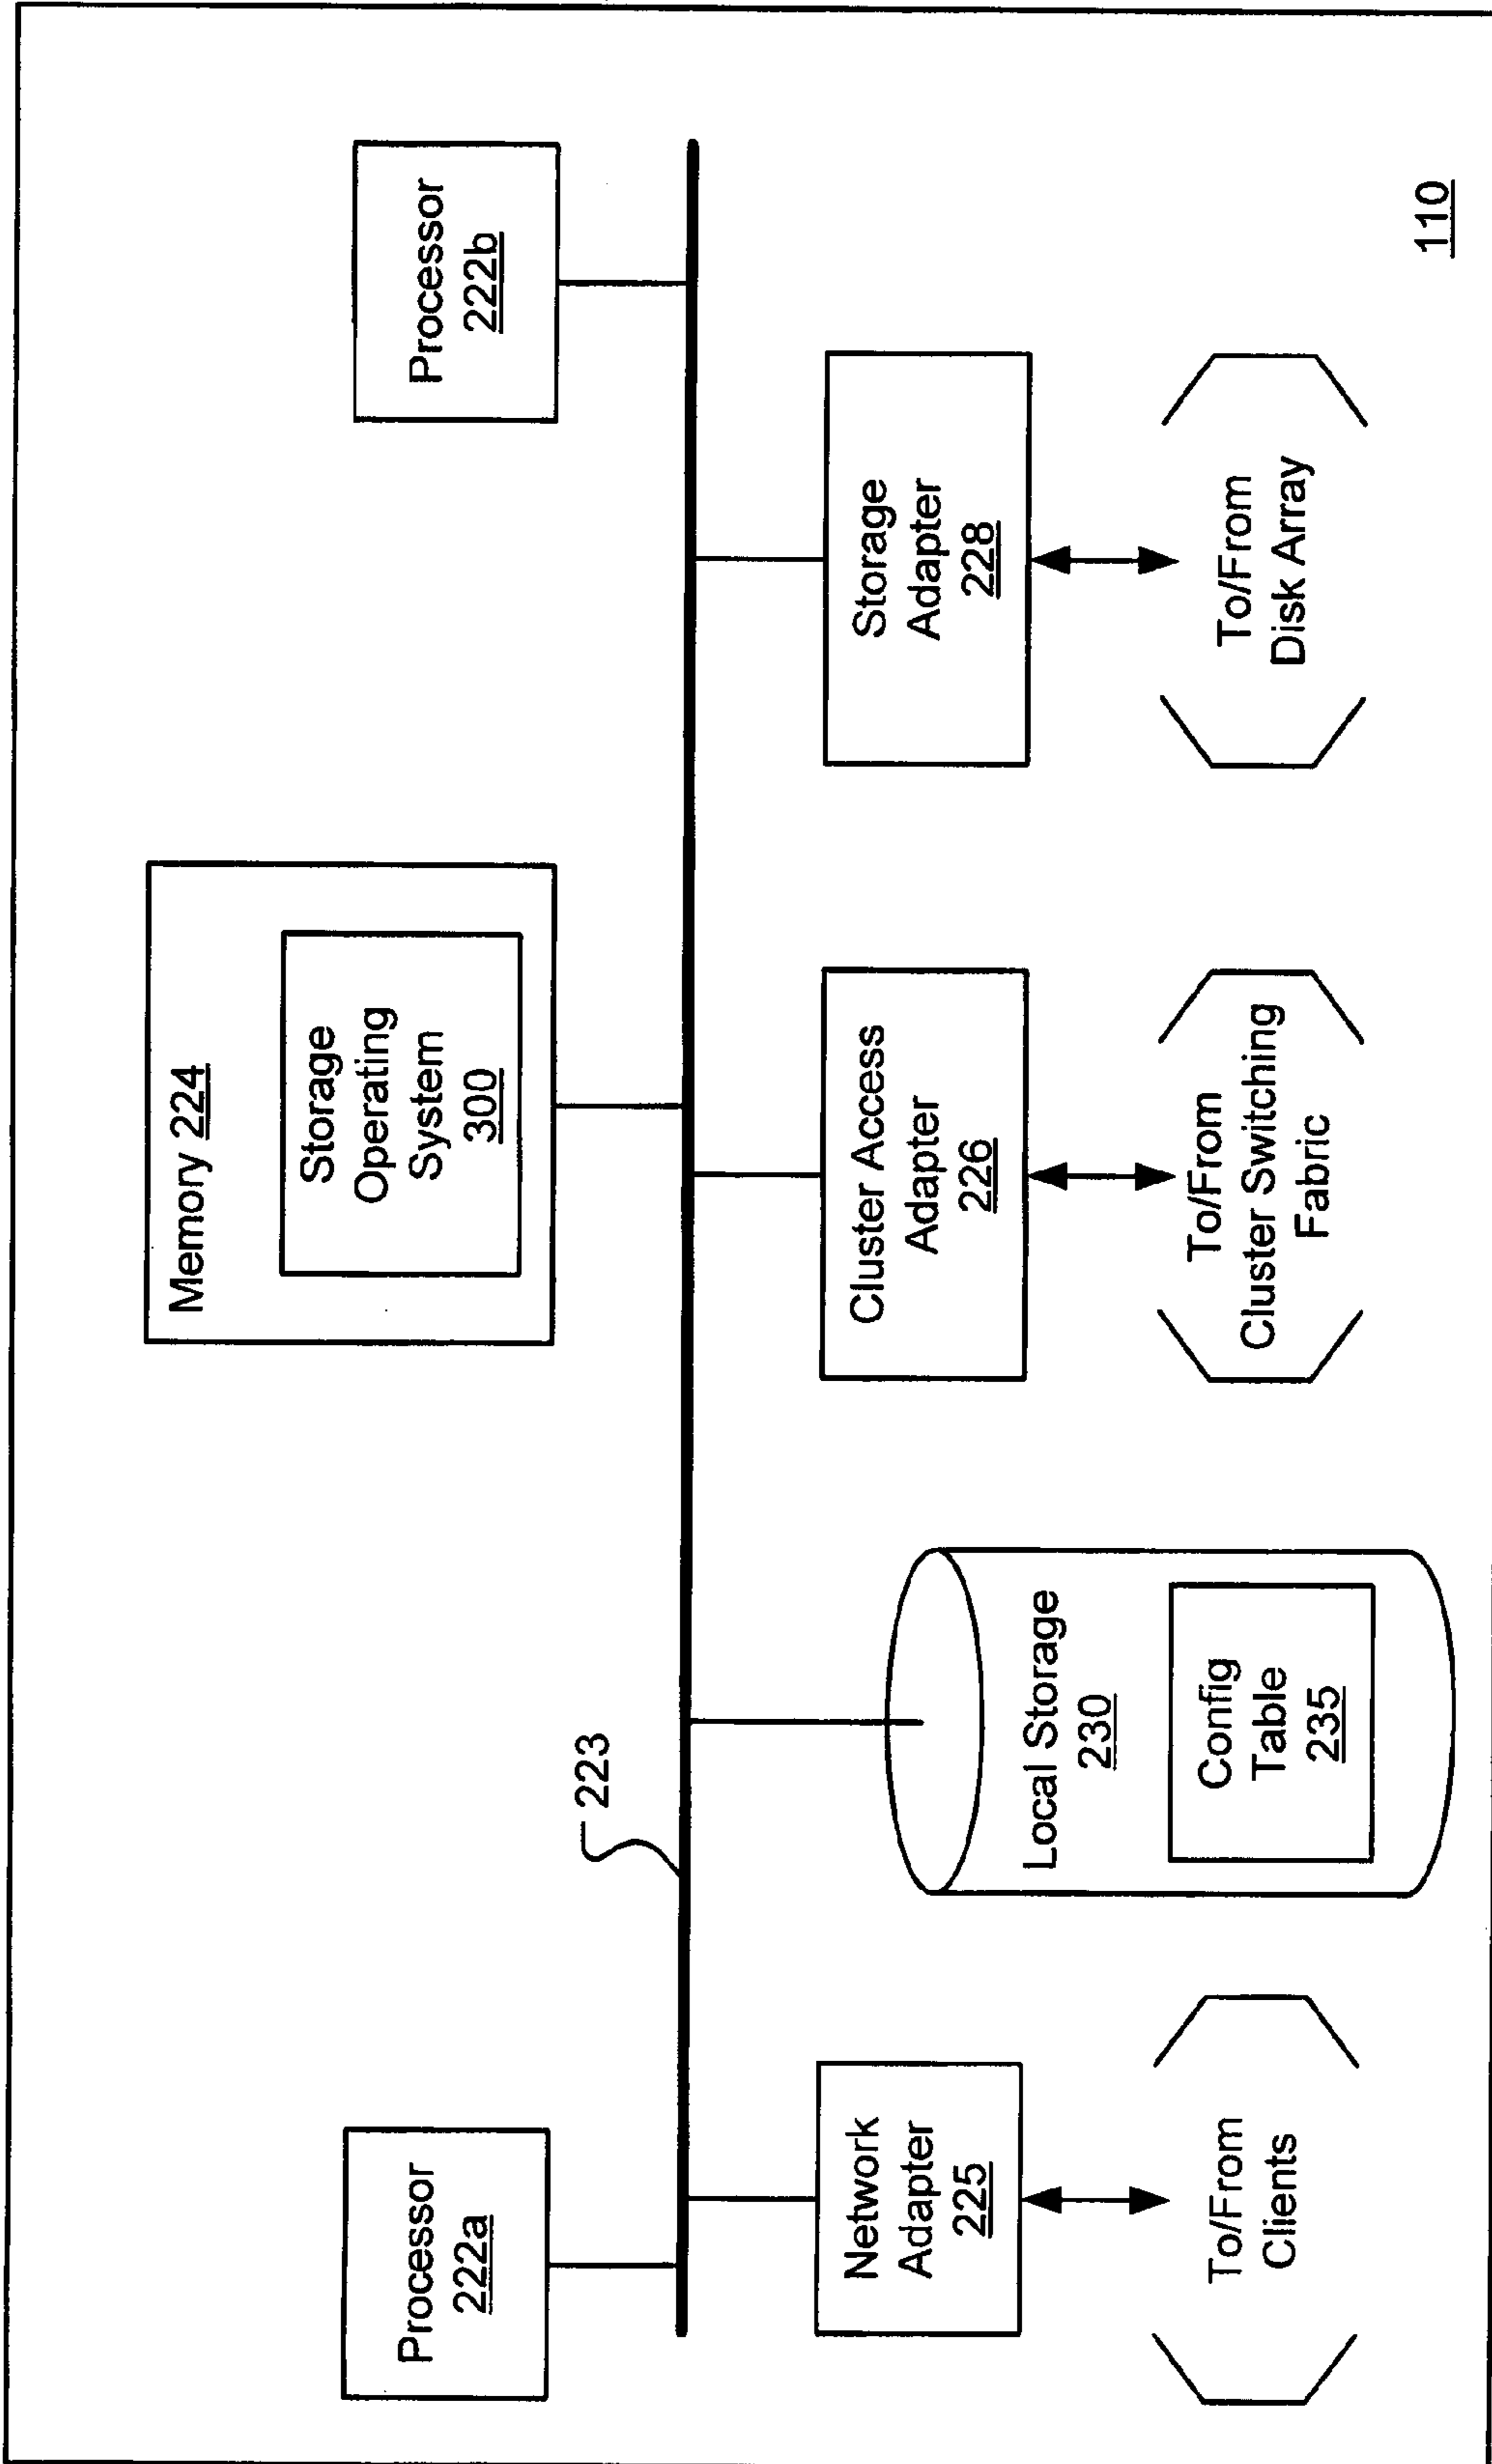 Processor
222a
Memory 224
Storage
Operating
System
300
Processor
222b
223
Network
Adapter
225
Local Storage
230
Config
Table
235
Cluster Access
Adapter
226
Storage
Adapter
228
To/From
Clients
To/From
Cluster Switching
Fabric
To/From
Disk Array
110